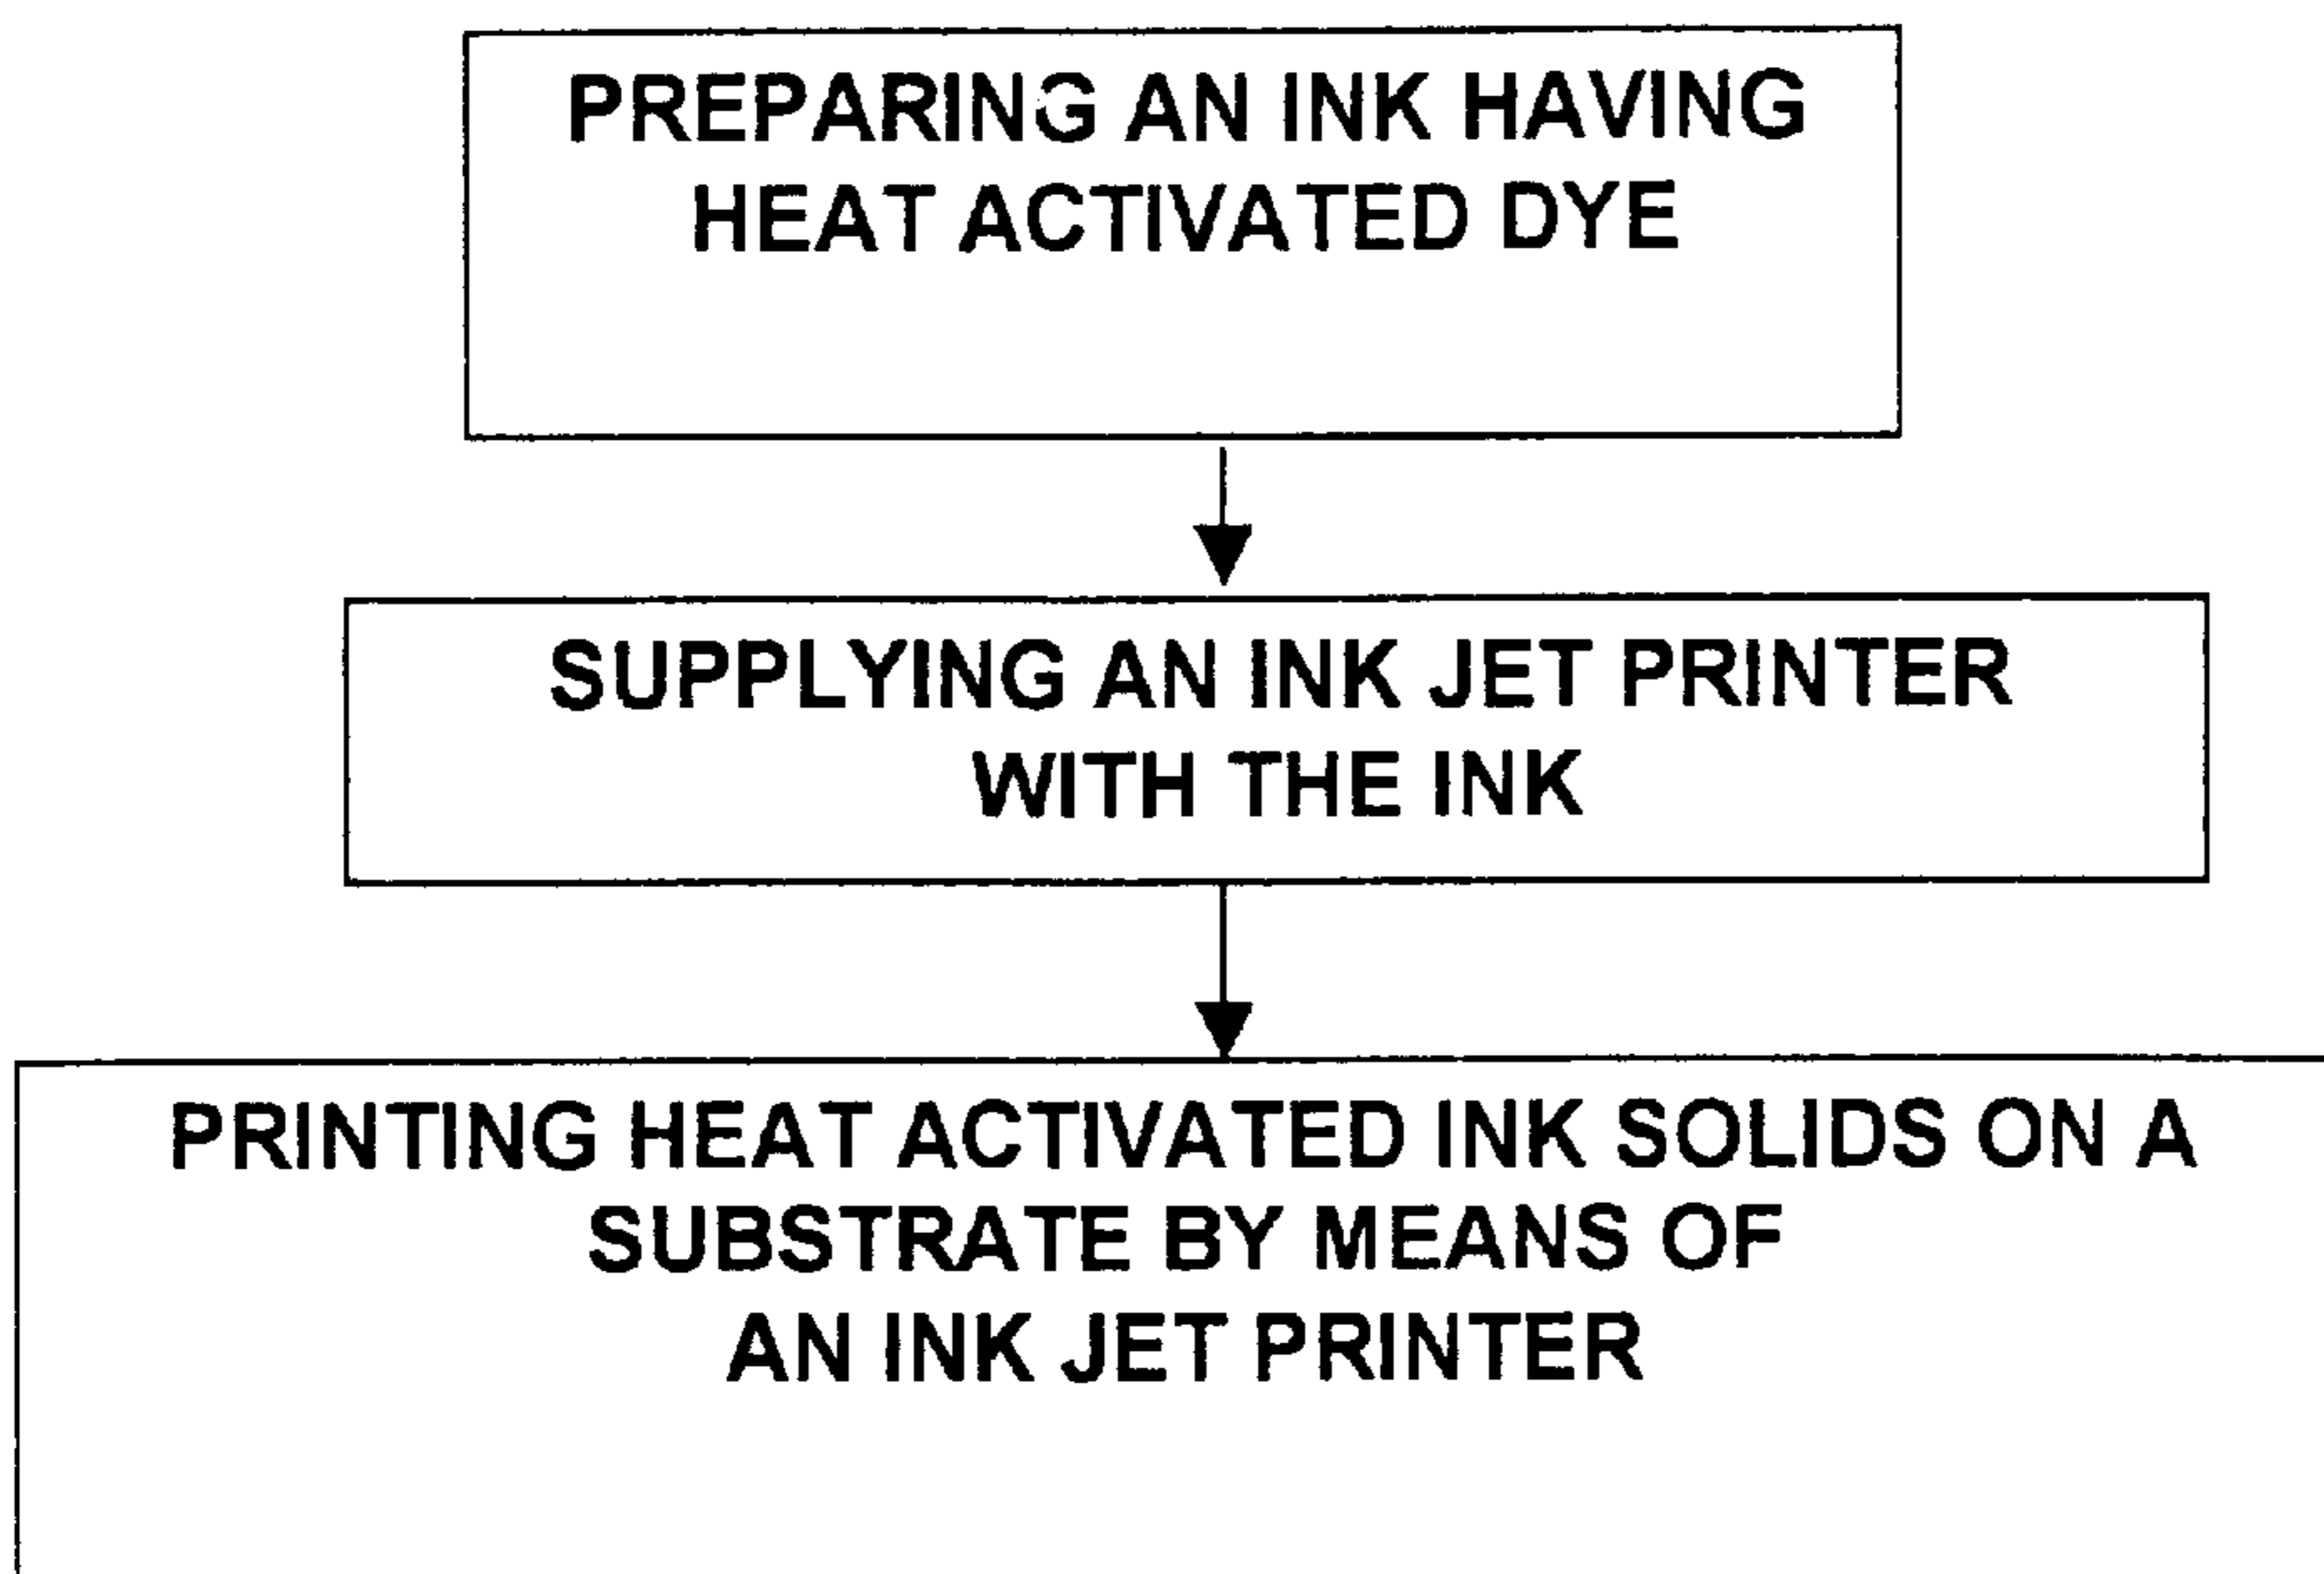 PREPARING AN INK HAVING
HEAT ACTIVATED DYE
SUPPLYING AN INK JET PRINTER
WITH THE INK
PRINTING HEAT ACTIVATED INK SOLIDS ON A
SUBSTRATE BY MEANS OF
AN INK JET PRINTER